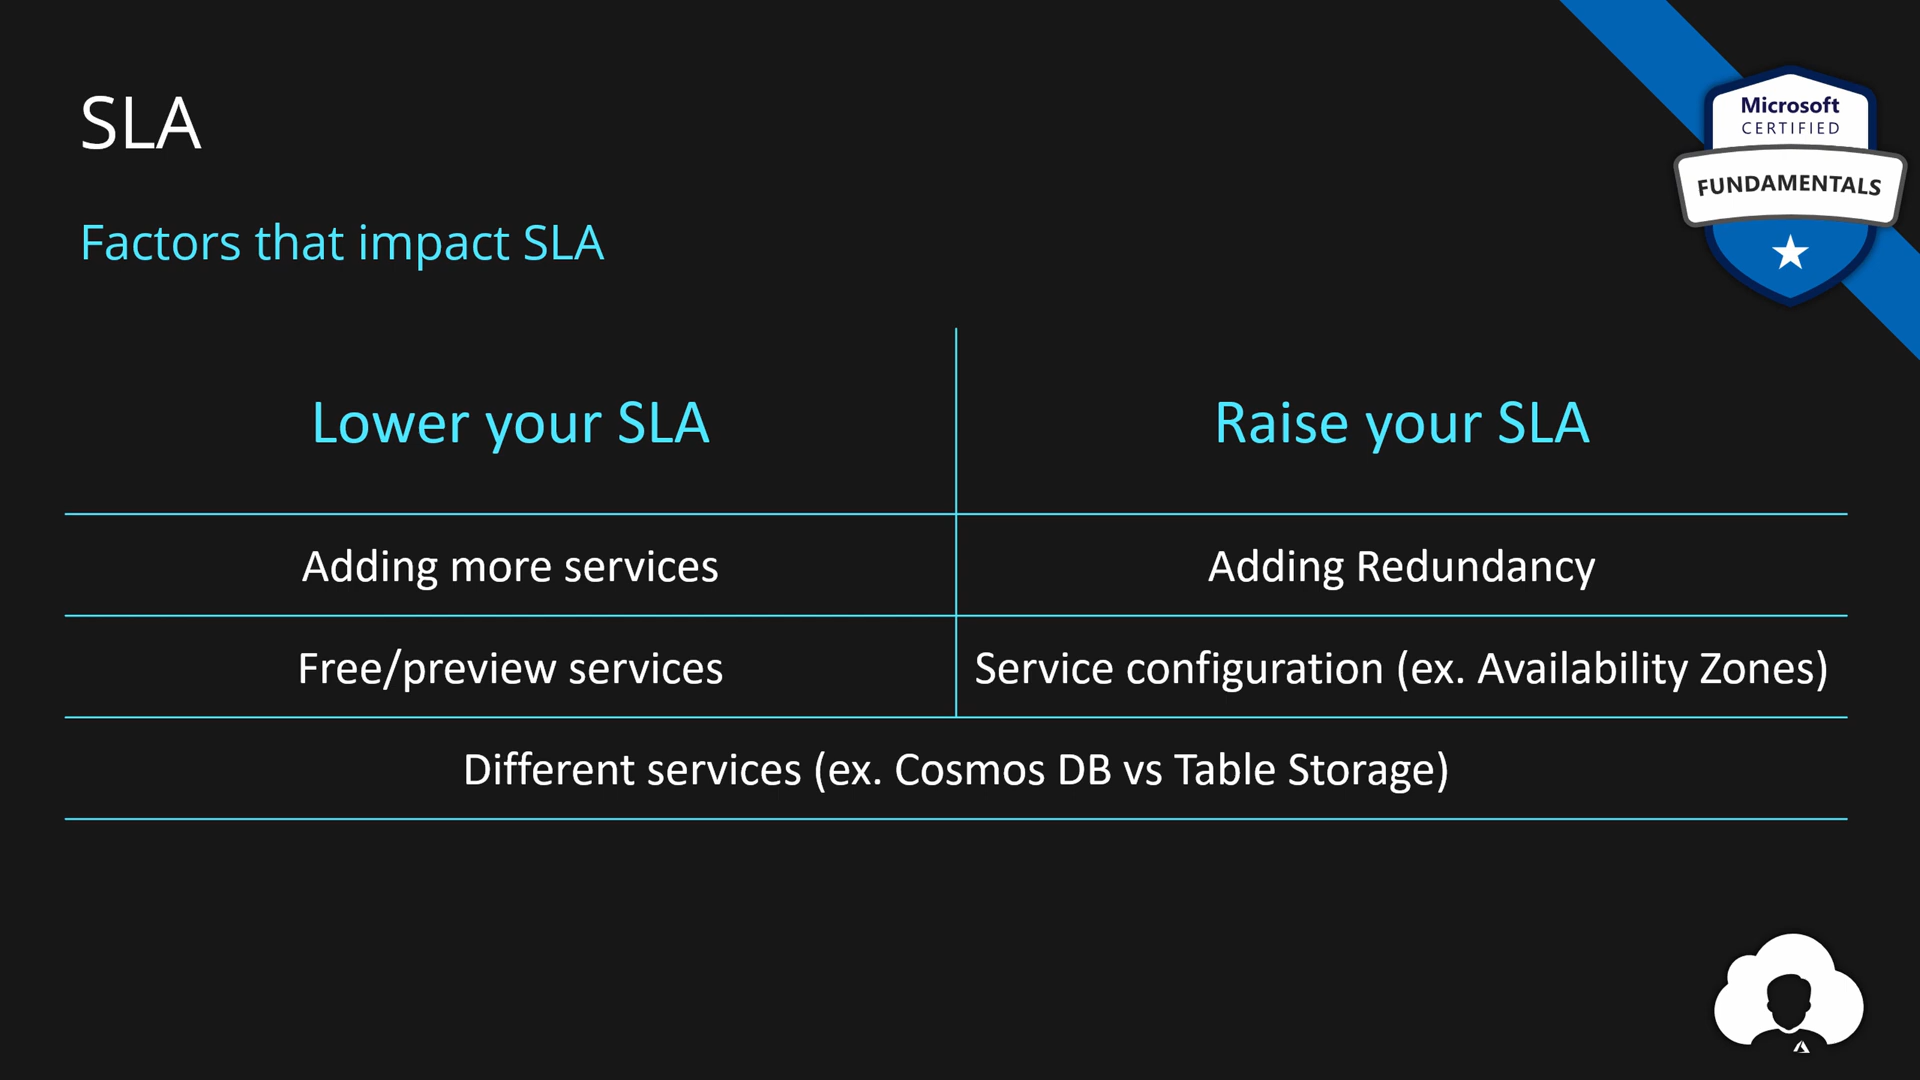 SLA
Microsoft
CERTIFIED
FUNDAMENTALS
Factors that impact SLA
Lower your SLA
Raise your SLA
Adding more services
Adding Redundancy
Free/preview services
Service configuration (ex. Availability Zones)
Different services (ex. Cosmos DB vs Table Storage)